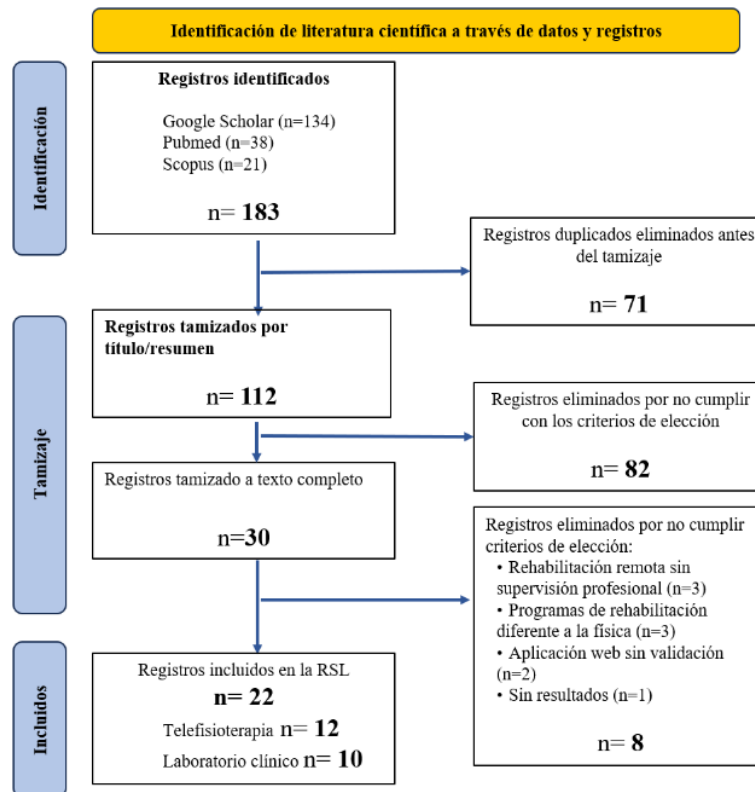 Identificación de literatura científica a través de datos y registros
Identificación
Registros identificados
Google Scholar (n=134)
Pubmed (n=38)
Scopus (n=21)
n= 183
Registros duplicados eliminados antes
del tamizaje
n= 71
Tamizaje
Registros tamizados por
título/resumen
n= 112
Registros eliminados por no cumplir
con los criterios de elección
n= 82
Registros tamizado a texto completo
n=30
Registros eliminados por no cumplir
criterios de elección:
• Rehabilitación remota sin
supervisión profesional (n=3)
• Programas de rehabilitación
diferente a la física (n=3)
• Aplicación web sin validación
(n=2)
• Sin resultados (n=1)
n= 8
Incluidos
Registros incluidos en la RSL
n= 22
Telefisioterapia n= 12
Laboratorio clínico n= 10